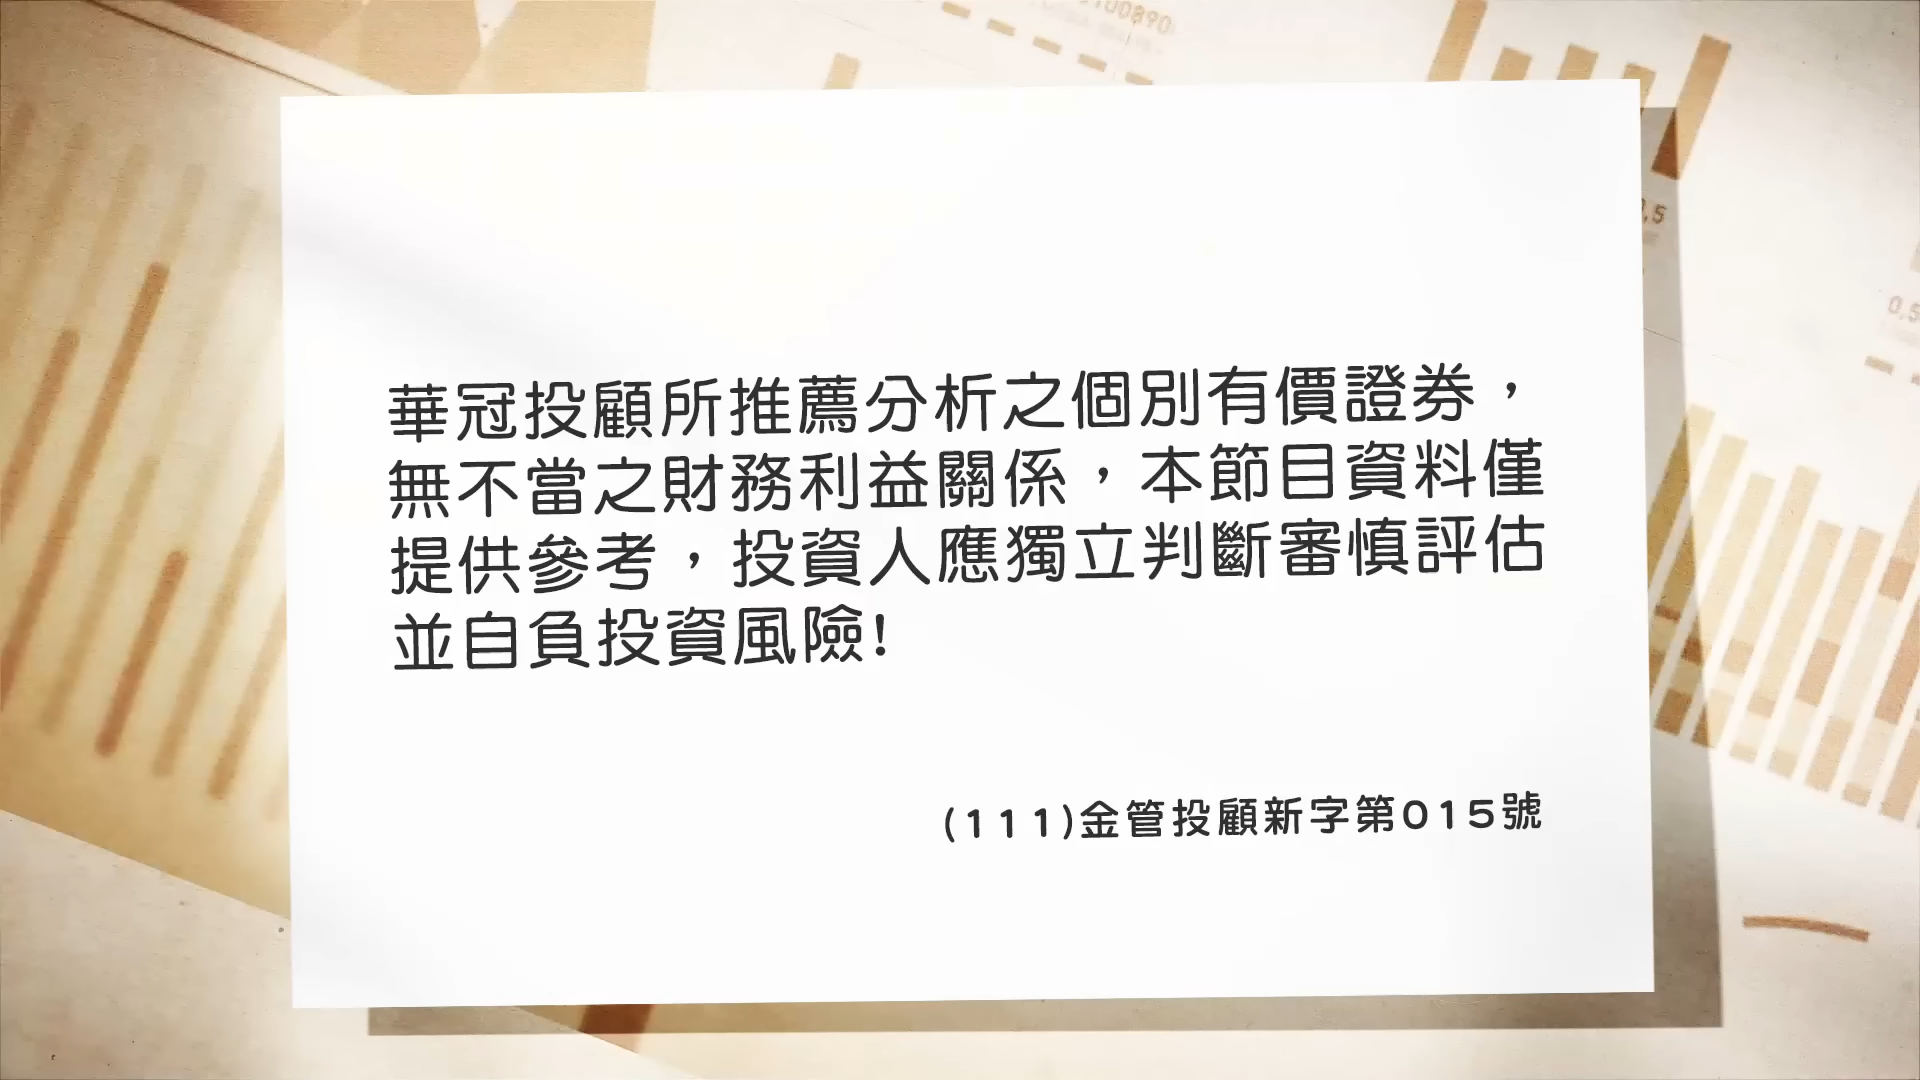 華冠投顧所推薦分析之個別有價證券，
無不當之財務利益關係，本節目資料僅
提供參考，投資人應獨立判斷審慎評估
並自負投資風險!
(111)金管投顧新字第015號